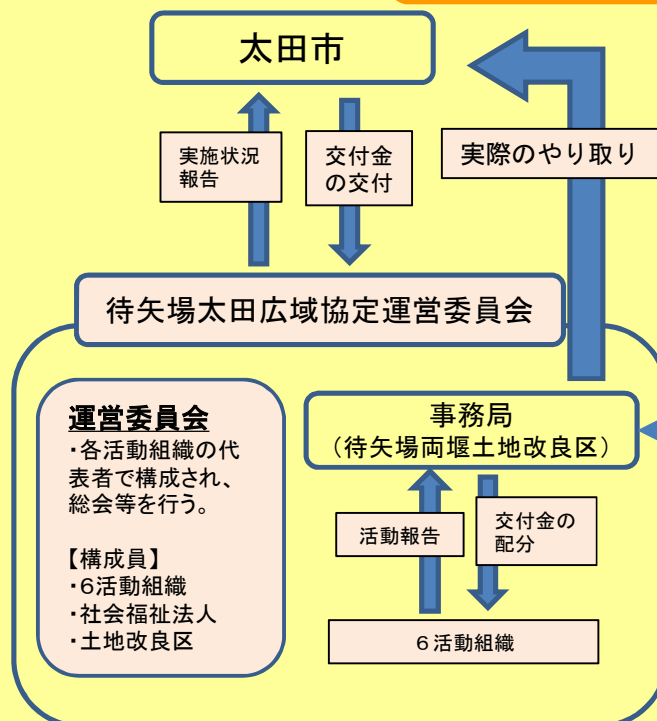 太田市
実施状況
報告
交付金
の交付
実際のやり取り
待矢場太田広域協定運営委員会
運営委員会
・各活動組織の代
表者で構成され、
総会等を行う。
【構成員】
・6活動組織
・社会福祉法人
・土地改良区
事務局
（待矢場両堰土地改良区）
活動報告
交付金の
配分
６活動組織